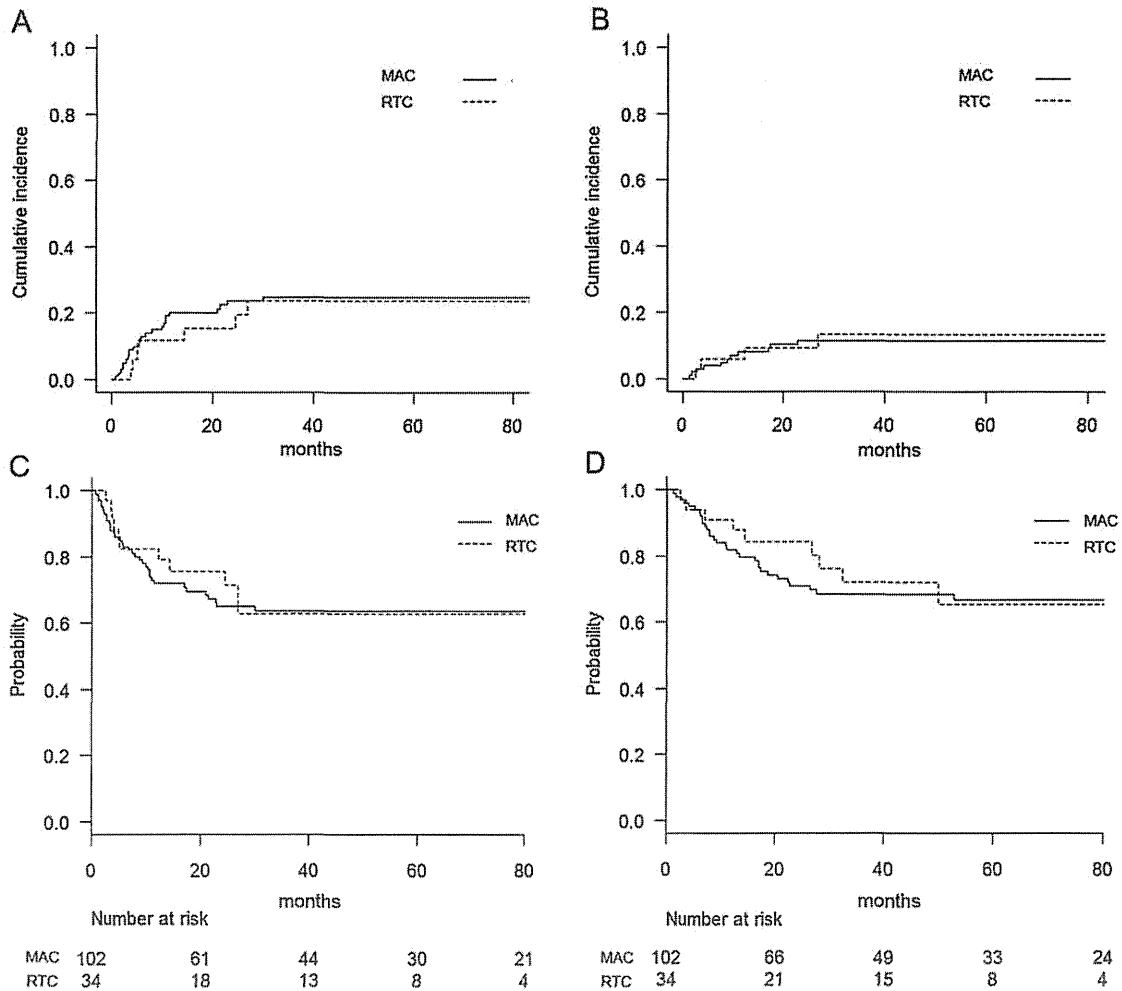 A
1.0
0.8
0.6
0.4
0.2
0.0
Cumulative incidence
MAC
RTC
0 20 40 60 80
months
B
1.0
0.8
0.6
0.4
0.2
0.0
Cumulative incidence
MAC
RTC
0 20 40 60 80
months
C
1.0
0.8
0.6
0.4
0.2
0.0
Probability
MAC
RTC
0 20 40 60 80
months
Number at risk
MAC 102 61 44 30 21
RTC 34 18 13 8 4
D
1.0
0.8
0.6
0.4
0.2
0.0
Probability
MAC
RTC
0 20 40 60 80
months
Number at risk
MAC 102 66 49 33 24
RTC 34 21 15 8 4